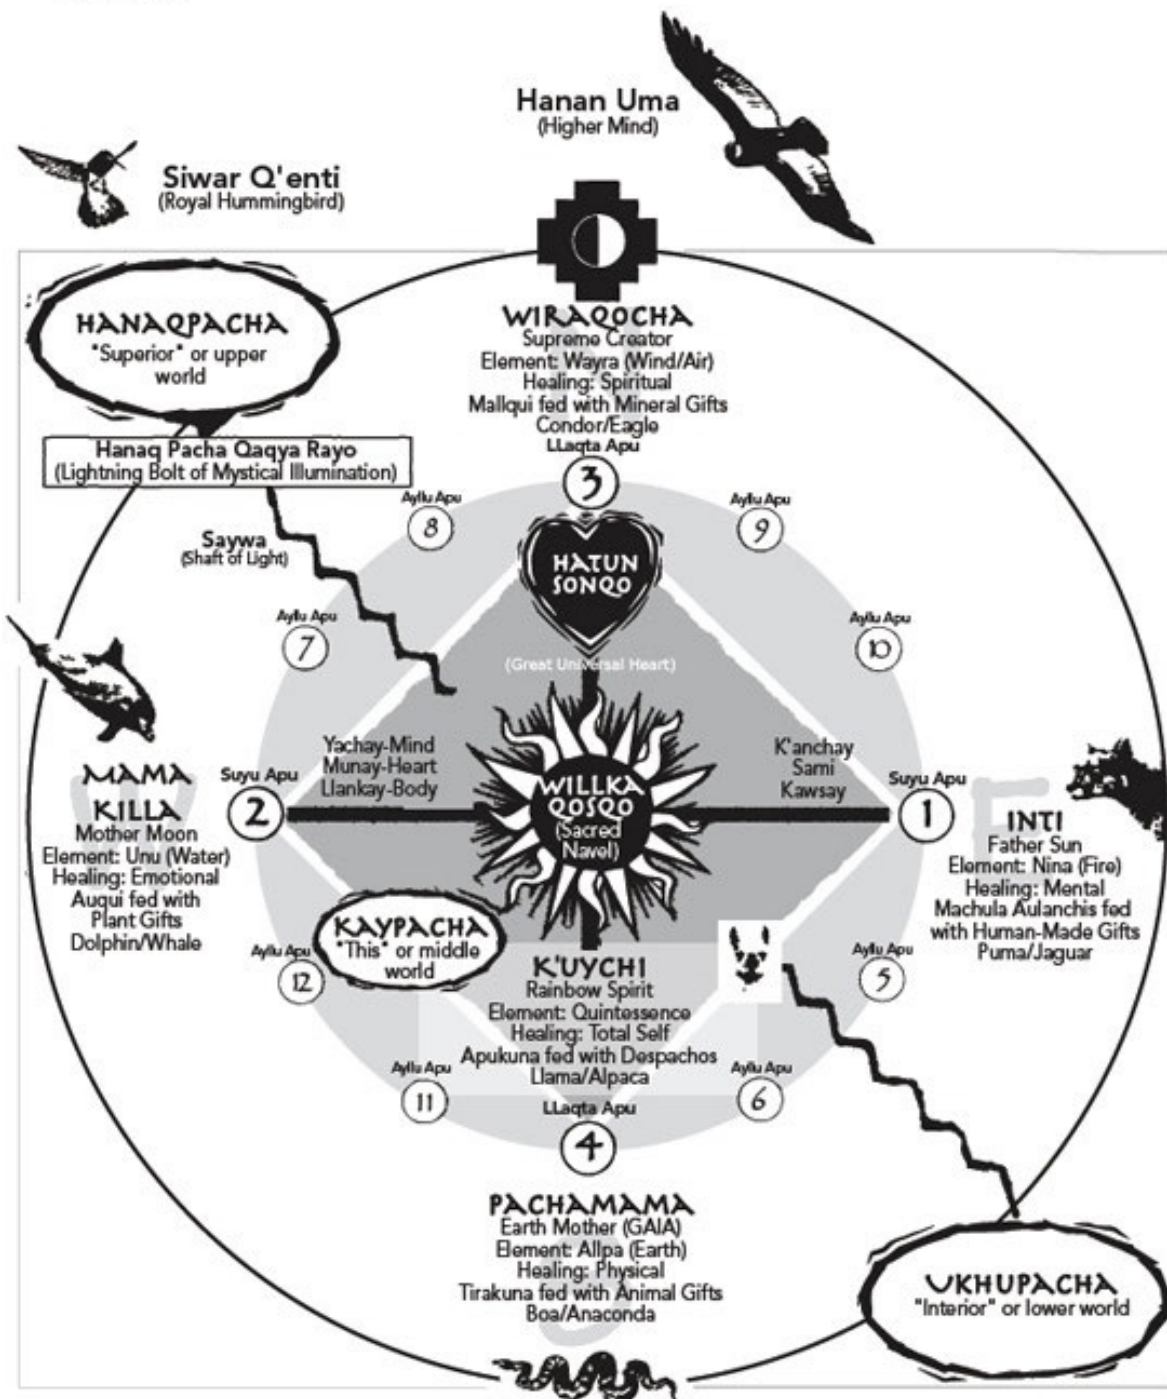 Hanan Uma
(Higher Mind)
Siwar Q'enti
(Royal Hummingbird)
HANAQPACHA
"Superior" or upper
world
WIRAQOCHA
Supreme Creator
Element: Wayra (Wind/Air)
Healing: Spiritual
Mallqui fed with Mineral Gifts
Condor/Eagle
LLaqta Apu
3
Hanaq Pacha Qaqya Rayo
(Lightning Bolt of Mystical Illumination)
Saywa
(Shaft of Light)
Ayllu Apu
8
Ayllu Apu
9
HATUN
SONQO
(Great Universal Heart)
Ayllu Apu
7
Ayllu Apu
10
Yachay-Mind
Munay-Heart
Llankay-Body
K'anchay
Sami
Kawsay
WILLKA
QOSQO
(Sacred
Navel)
W
MAMA
KILLA
Mother Moon
Element: Unu (Water)
Healing: Emotional
Auqui fed with
Plant Gifts
Dolphin/Whale
Suyu Apu
2
Suyu Apu
1
E
INTI
Father Sun
Element: Nina (Fire)
Healing: Mental
Machula Aulanchis fed
with Human-Made Gifts
Puma/Jaguar
KAYPACHA
"This" or middle
world
Ayllu Apu
12
Ayllu Apu
5
K'UYCHI
Rainbow Spirit
Element: Quintessence
Healing: Total Self
Apukuna fed with Despachos
Llama/Alpaca
Ayllu Apu
11
Ayllu Apu
6
LLaqta Apu
4
PACHAMAMA
Earth Mother (GAIA)
Element: Allpa (Earth)
Healing: Physical
Tirakuna fed with Animal Gifts
Boa/Anaconda
UKHUPACHA
"Interior" or lower world